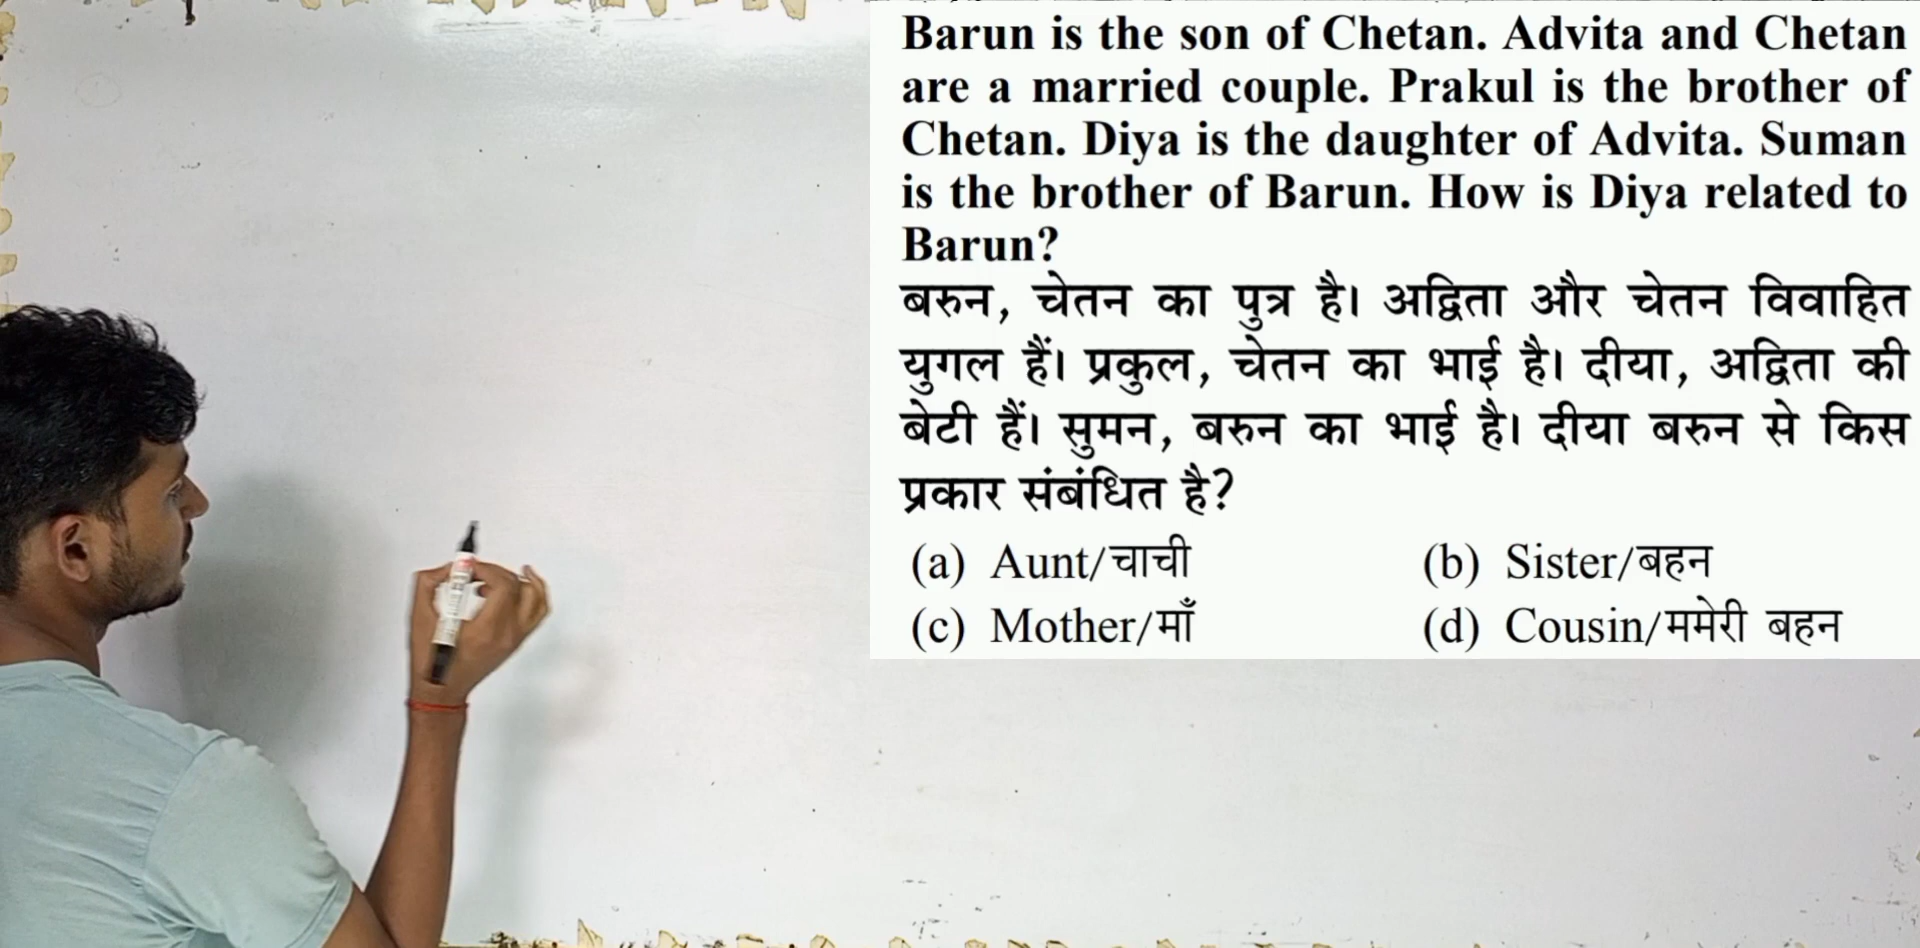 Barun is the son of Chetan. Advita and Chetan
are a married couple. Prakul is the brother of
Chetan. Diya is the daughter of Advita. Suman
is the brother of Barun. How is Diya related to
Barun?
बरुन, चेतन का पुत्र है। अद्विता और चेतन विवाहित
युगल हैं। प्रकुल, चेतन का भाई है। दीया, अद्विता की
बेटी हैं। सुमन, बरुन का भाई है। दीया बरुन से किस
प्रकार संबंधित है?
(a) Aunt/चाची (b) Sister/बहन
(c) Mother/माँ (d) Cousin/ममेरी बहन